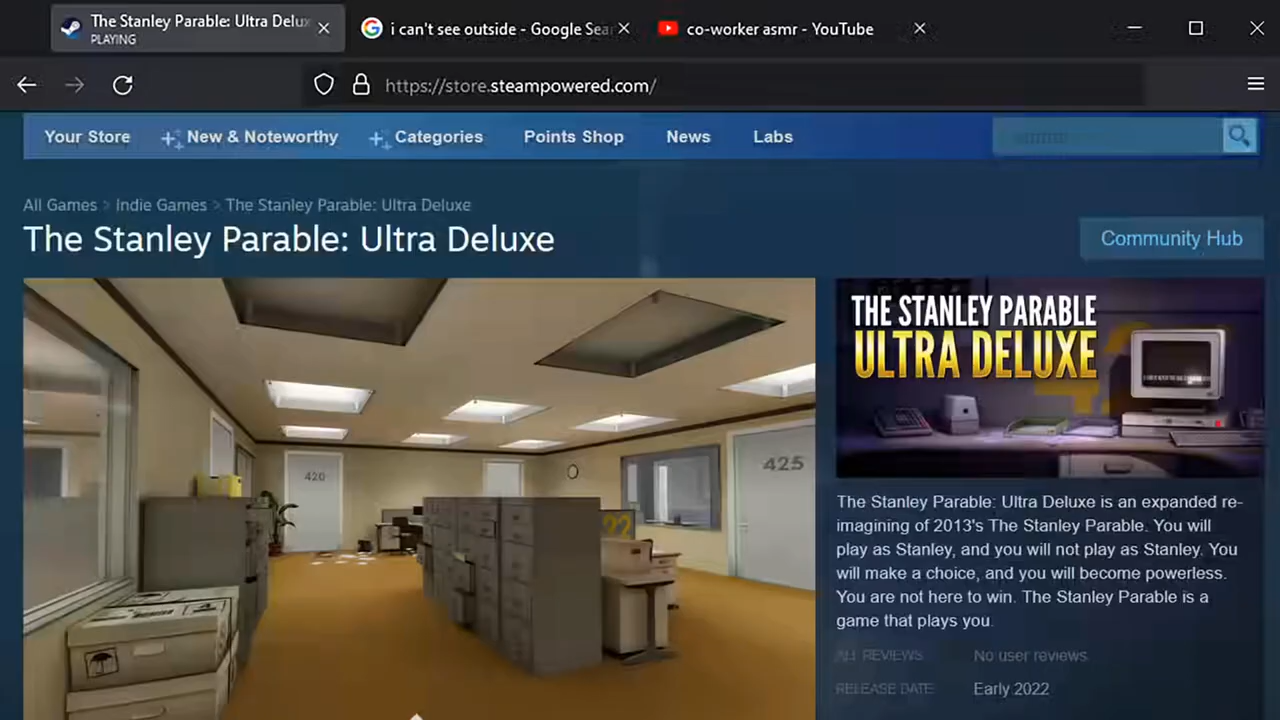 The Stanley Parable: Ultra Delux
PLAYING
i can't see outside - Google Sea
co-worker asmr - YouTube
https://store.steampowered.com/
Your Store
New & Noteworthy
Categories
Points Shop
News
Labs
All Games > Indie Games > The Stanley Parable: Ultra Deluxe
The Stanley Parable: Ultra Deluxe
Community Hub
THE STANLEY PARABLE
ULTRA DELUXE
420
425
22
The Stanley Parable: Ultra Deluxe is an expanded re-
imagining of 2013's The Stanley Parable. You will
play as Stanley, and you will not play as Stanley. You
will make a choice, and you will become powerless.
You are not here to win. The Stanley Parable is a
game that plays you.
ALL REVIEWS No user reviews
RELEASE DATE Early 2022